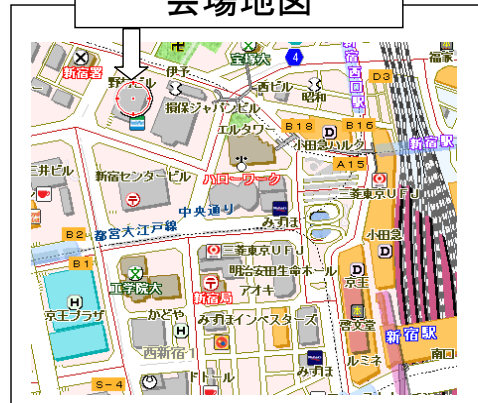 会場地図
宝塚大
4
福家
新宿署
伊予
新宿西口駅
D3
野村ビル
西ビル
昭和
損保ジャパンビル
エルタワー
B18
B16
小田急ハルク
新宿駅
A15
三井ビル
新宿センタービル
ハローワーク
三菱東京UFJ
中央通り
みずほ
都営大江戸線
B2
小田急
B1
三菱東京UFJ
明治安田生命ホール
工学院大
新宿局
アオキ
京王
京王プラザ
かどや
みずほインベスターズ
啓文堂
新宿駅
西新宿1
ルミネ
南口
みずほ
S-4
ドトール